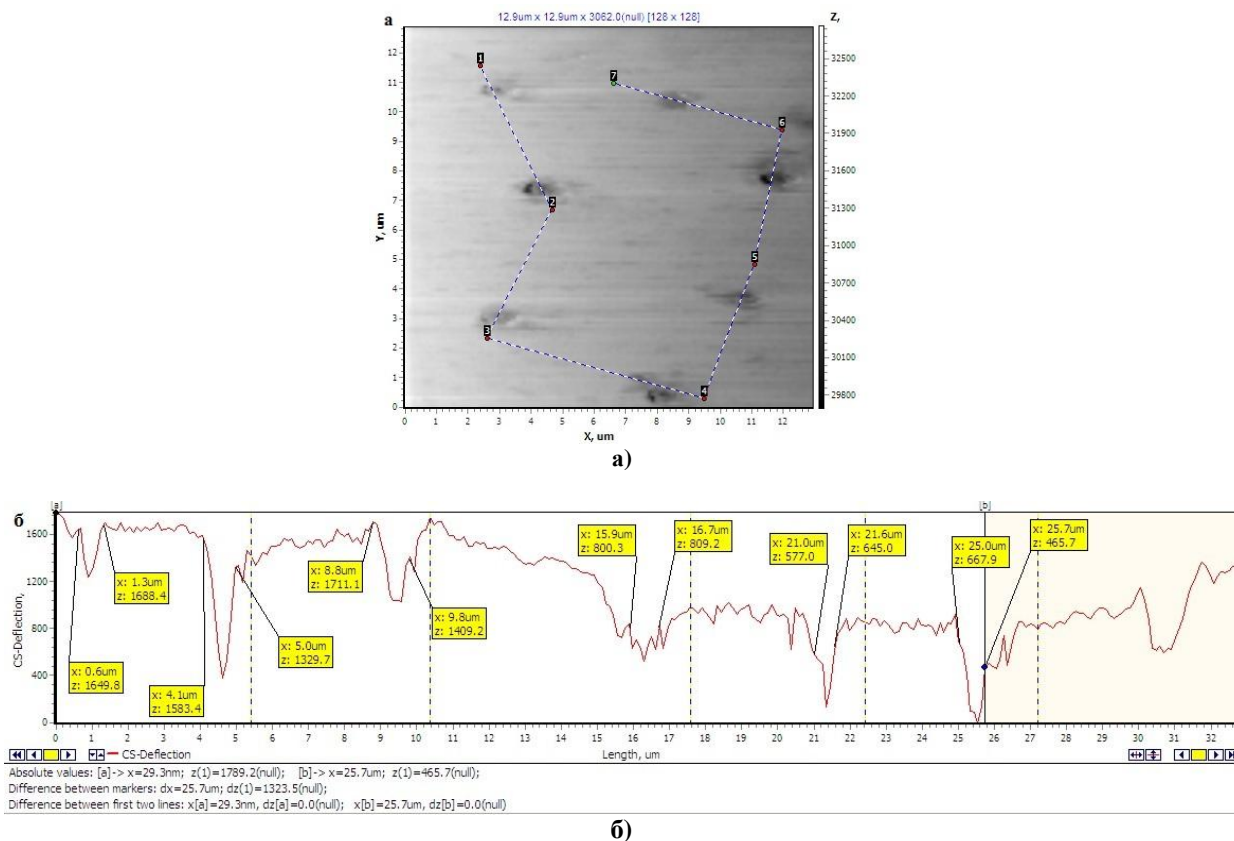 а
12.9um x 12.9um x 3062.0(null) [128 x 128]
Z,
32500
32200
31900
31600
31300
31000
30700
30400
30100
29800
Y, um
12
11
10
9
8
7
6
5
4
3
2
1
0
1
2
3
4
5
6
7
0 1 2 3 4 5 6 7 8 9 10 11 12
X, um
а)
б
[a]
[b]
CS-Deflection,
1600
1200
800
400
0
x: 0.6um
z: 1649.8
x: 1.3um
z: 1688.4
x: 4.1um
z: 1583.4
x: 5.0um
z: 1329.7
x: 8.8um
z: 1711.1
x: 9.8um
z: 1409.2
x: 15.9um
z: 800.3
x: 16.7um
z: 809.2
x: 21.0um
z: 577.0
x: 21.6um
z: 645.0
x: 25.0um
z: 667.9
x: 25.7um
z: 465.7
0 1 2 3 4 5 6 7 8 9 10 11 12 13 14 15 16 17 18 19 20 21 22 23 24 25 26 27 28 29 30 31 32
CS-Deflection
Length, um
Absolute values: [a]-> x=29.3nm; z(1)=1789.2(null); [b]-> x=25.7um; z(1)=465.7(null);
Difference between markers: dx=25.7um; dz(1)=1323.5(null);
Difference between first two lines: x[a]=29.3nm, dz[a]=0.0(null); x[b]=25.7um, dz[b]=0.0(null)
б)